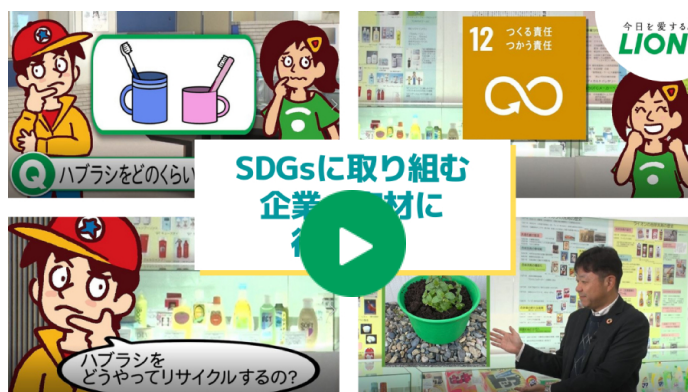 Q ハブラシをどのくらい
12 つくる責任
つかう責任
今日を愛する。
LION
SDGsに取り組む
企業
材に
ハブラシを
どうやってリサイクルするの?